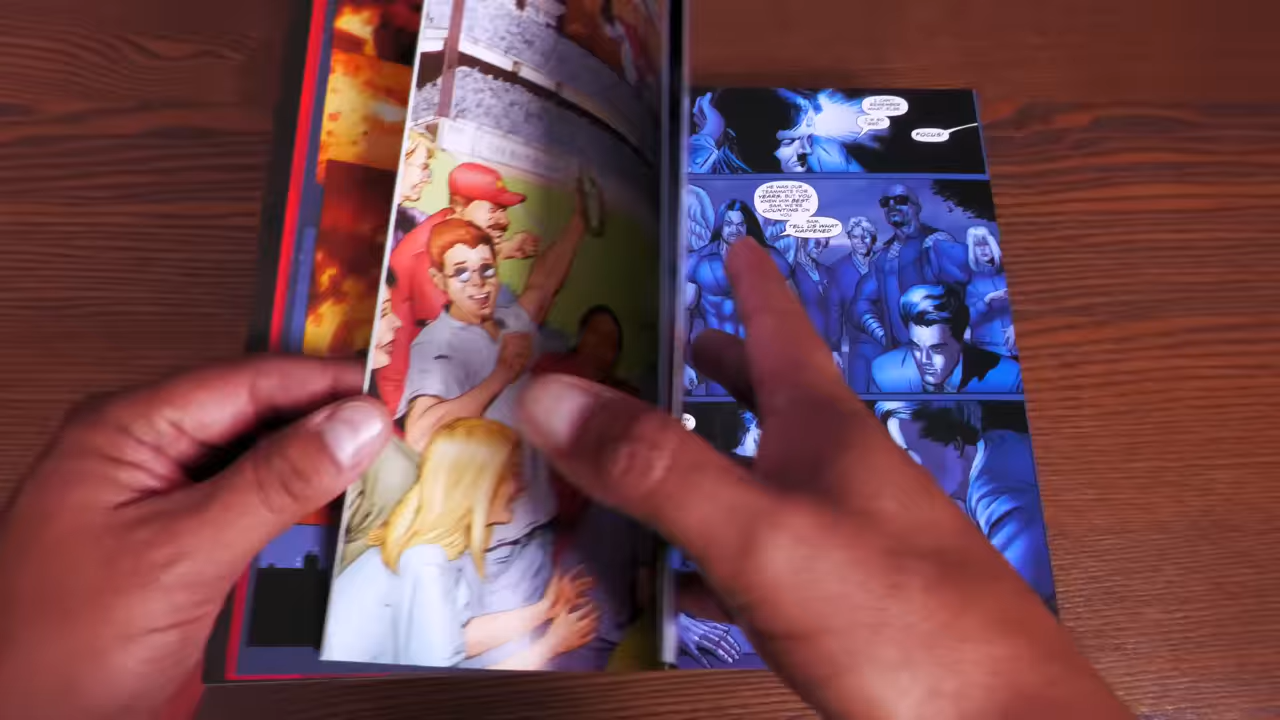 I CAN'T
REMEMBER
WHAT ELSE.
I'M SO
FOCUS!
HE WAS OUR
TEAMMATE FOR
YEARS. BUT YOU
KNEW HIM BEST,
SAM. WE'RE
COUNTING ON
YOU.
SAM,
TELL US WHAT
HAPPENED.